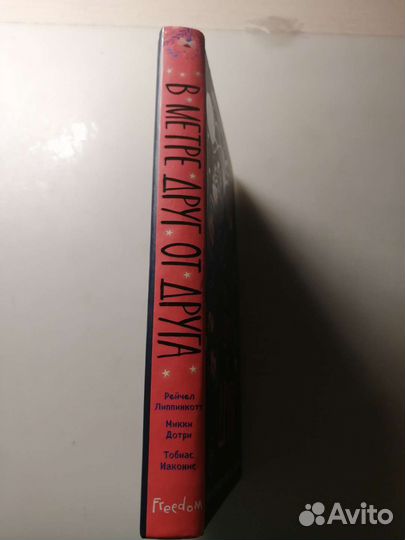 В МЕТРЕ ДРУГ ОТ ДРУГА
Рейчел
Липпинкотт
Микки
Дотри
Тобиас
Иаконис
Freedom
Avito